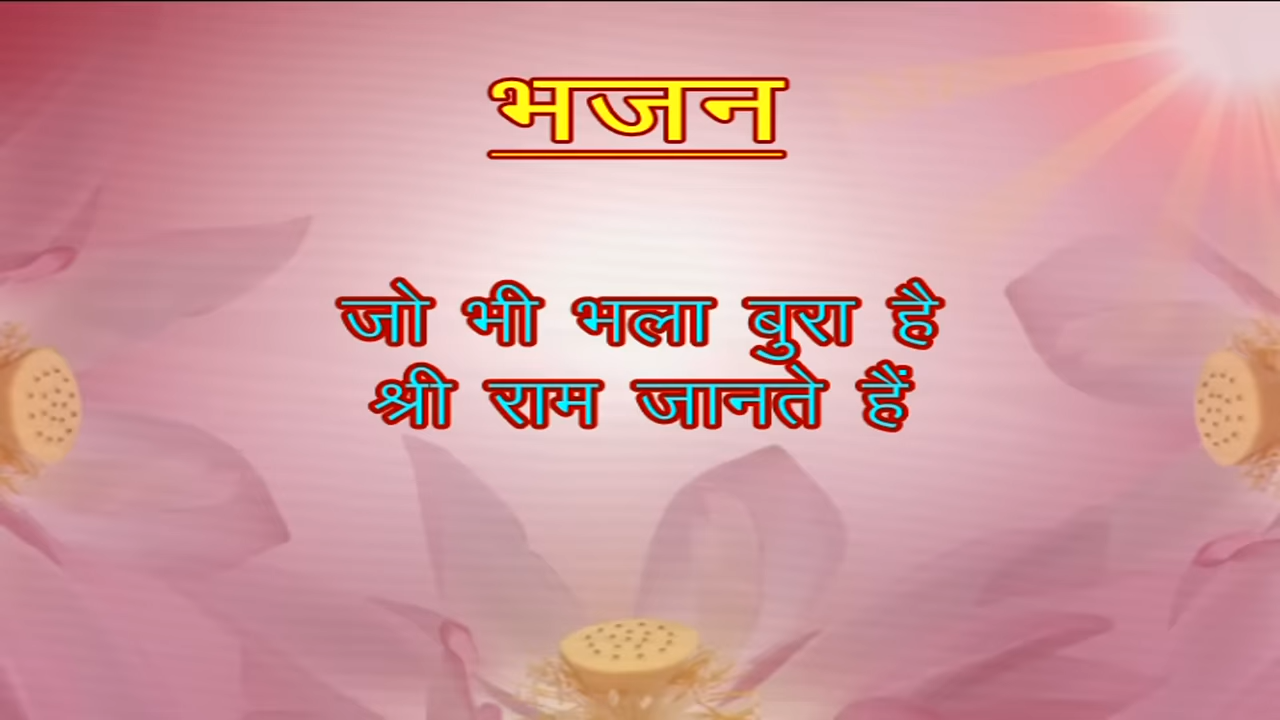 भजन
जो भी भला बुरा है
श्री राम जानते हैं